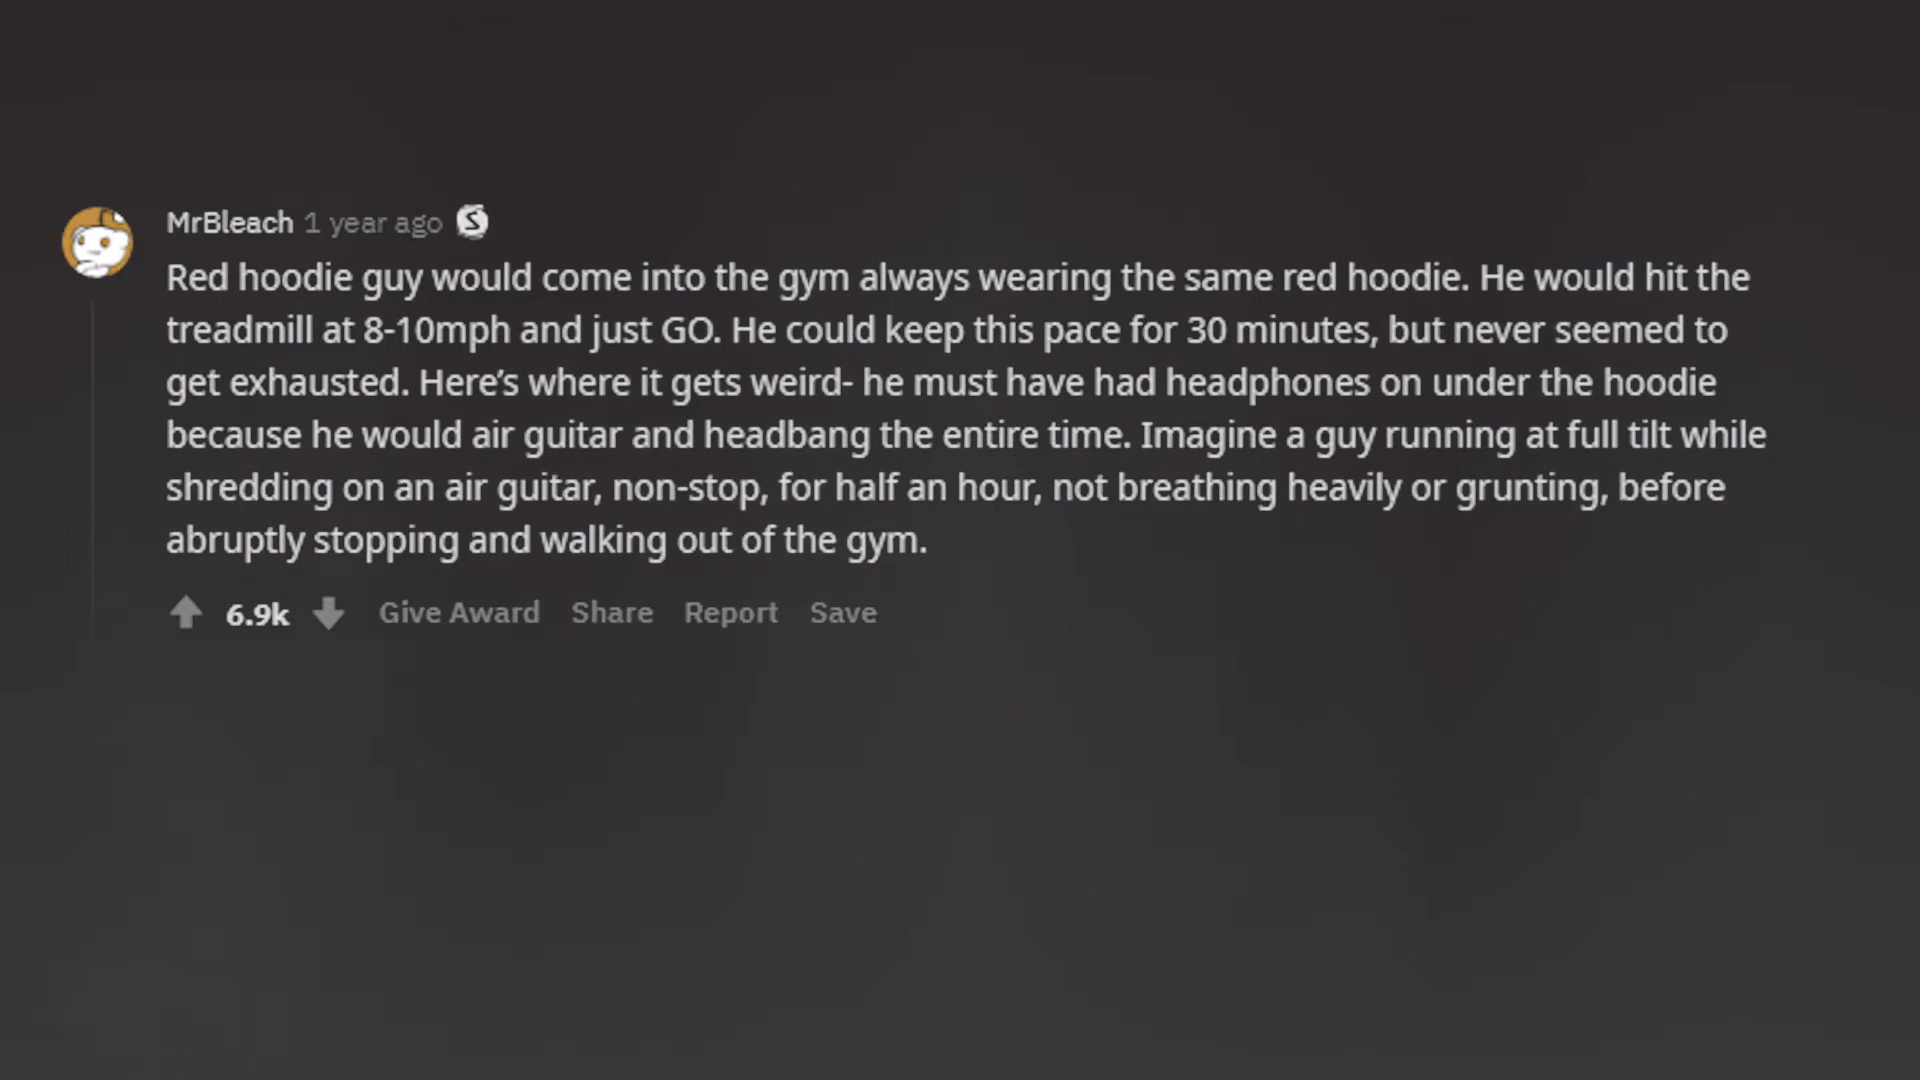 MrBleach 1 year ago S
Red hoodie guy would come into the gym always wearing the same red hoodie. He would hit the
treadmill at 8-10mph and just GO. He could keep this pace for 30 minutes, but never seemed to
get exhausted. Here’s where it gets weird- he must have had headphones on under the hoodie
because he would air guitar and headbang the entire time. Imagine a guy running at full tilt while
shredding on an air guitar, non-stop, for half an hour, not breathing heavily or grunting, before
abruptly stopping and walking out of the gym.
6.9k Give Award Share Report Save